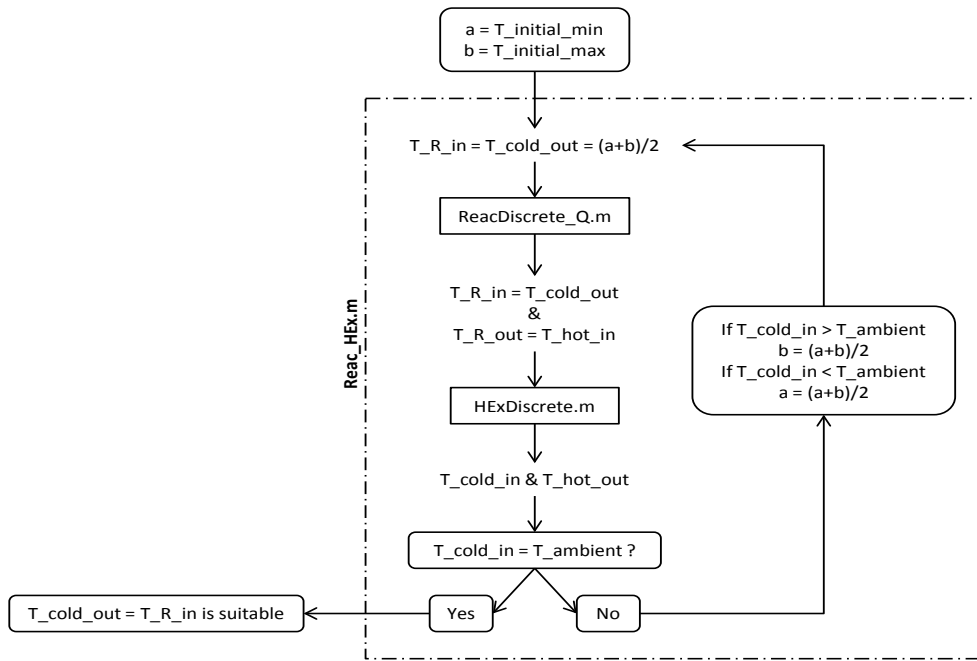 a = T_initial_min
b = T_initial_max
T_R_in = T_cold_out = (a+b)/2
ReacDiscrete_Q.m
T_R_in = T_cold_out
&
T_R_out = T_hot_in
Reac_HEx.m
If T_cold_in > T_ambient
b = (a+b)/2
If T_cold_in < T_ambient
a = (a+b)/2
HExDiscrete.m
T_cold_in & T_hot_out
T_cold_in = T_ambient ?
T_cold_out = T_R_in is suitable
Yes
No